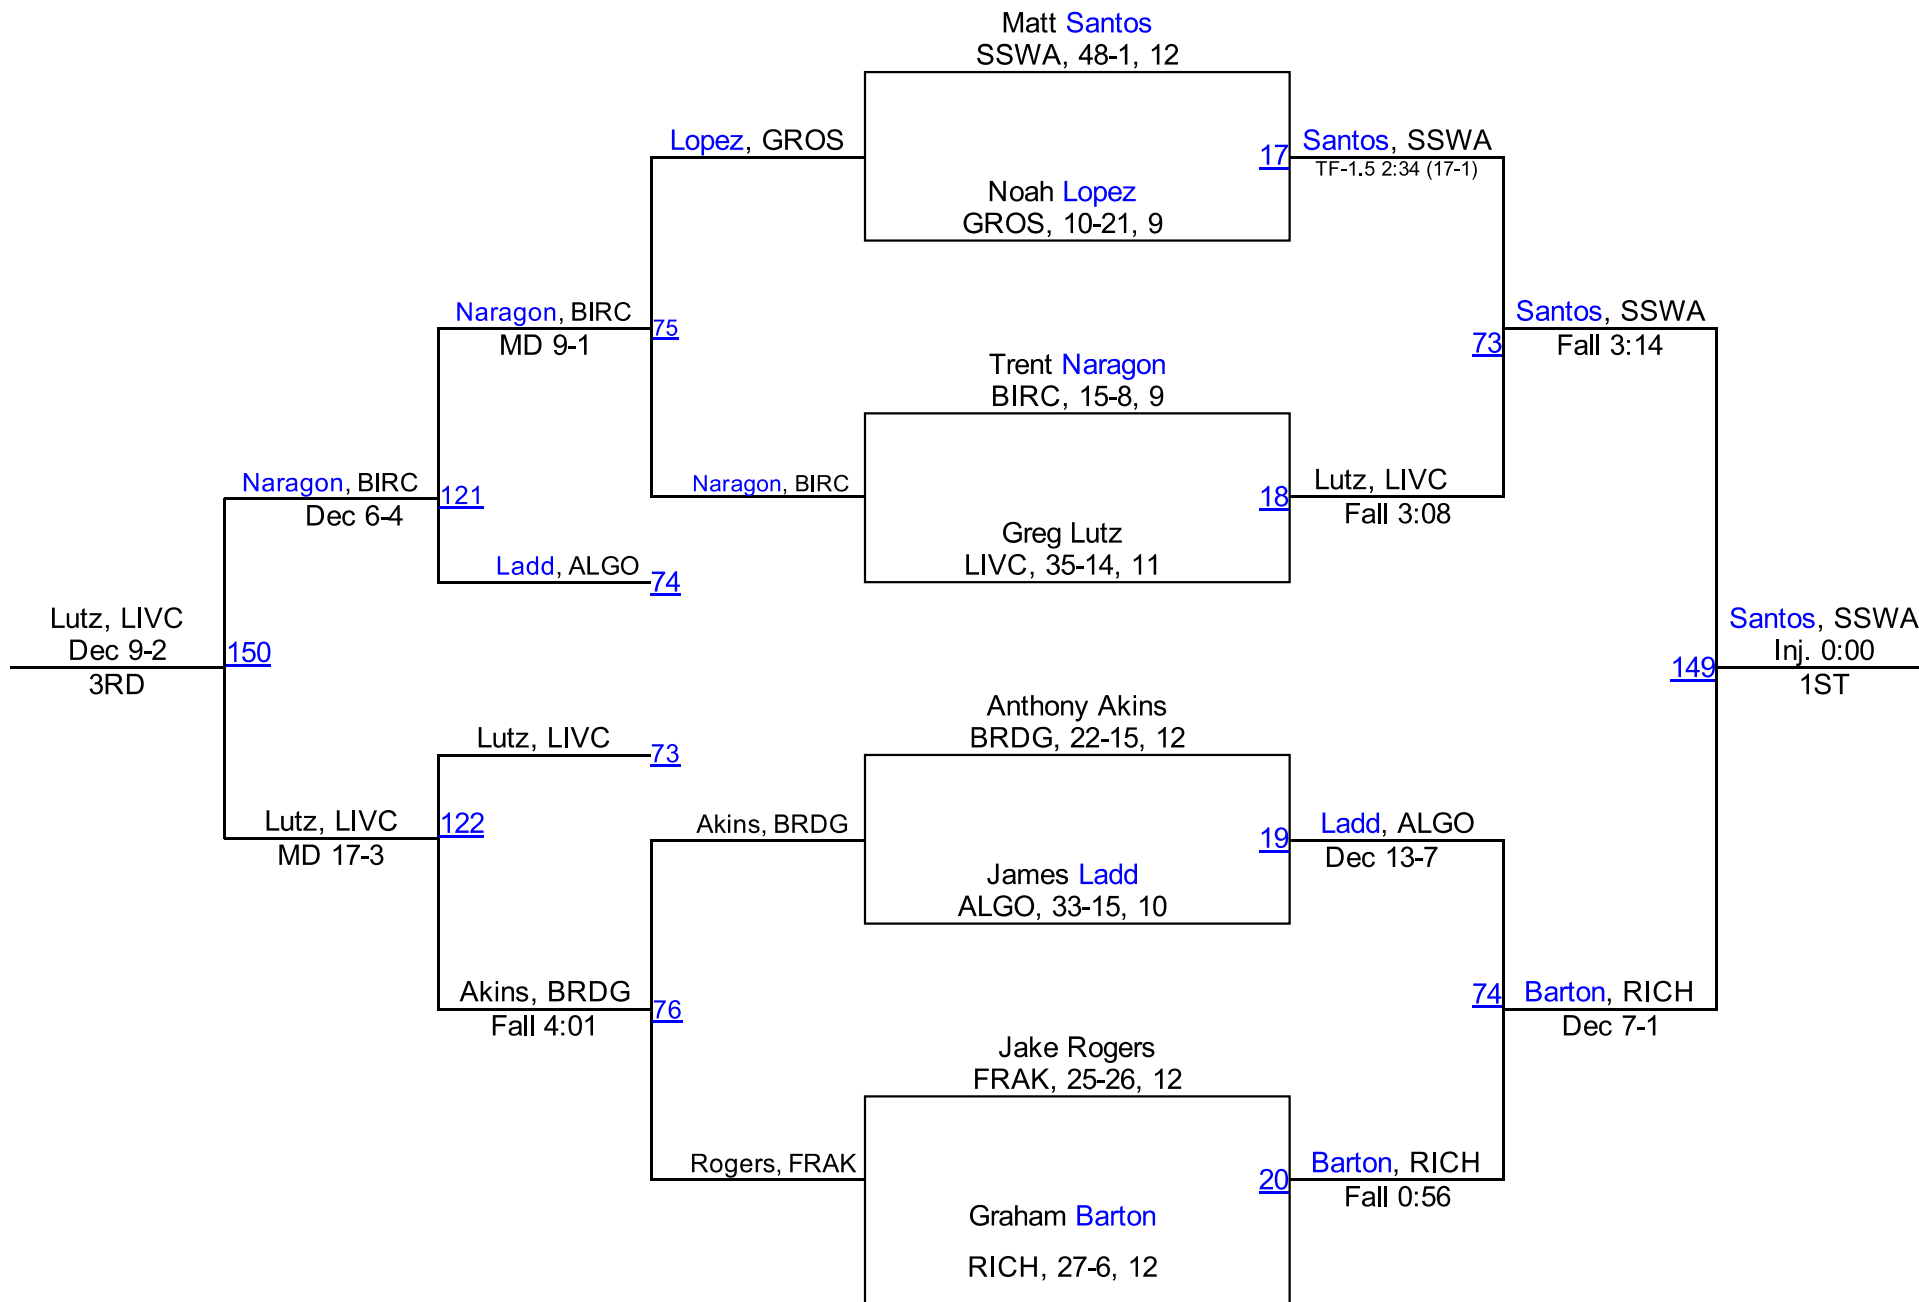 Matt Santos
SSWA, 48-1, 12
Lopez, GROS
17
Santos, SSWA
TF-1.5 2:34 (17-1)
Noah Lopez
GROS, 10-21, 9
Naragon, BIRC
MD 9-1
75
Santos, SSWA
Fall 3:14
73
Trent Naragon
BIRC, 15-8, 9
Naragon, BIRC
Dec 6-4
121
Naragon, BIRC
18
Lutz, LIVC
Fall 3:08
Greg Lutz
LIVC, 35-14, 11
Ladd, ALGO
74
Lutz, LIVC
Dec 9-2
3RD
150
Santos, SSWA
Inj. 0:00
1ST
149
Anthony Akins
BRDG, 22-15, 12
Lutz, LIVC
73
Lutz, LIVC
MD 17-3
122
Akins, BRDG
19
Ladd, ALGO
Dec 13-7
James Ladd
ALGO, 33-15, 10
Akins, BRDG
Fall 4:01
76
74
Barton, RICH
Dec 7-1
Jake Rogers
FRAK, 25-26, 12
Rogers, FRAK
20
Barton, RICH
Fall 0:56
Graham Barton
RICH, 27-6, 12